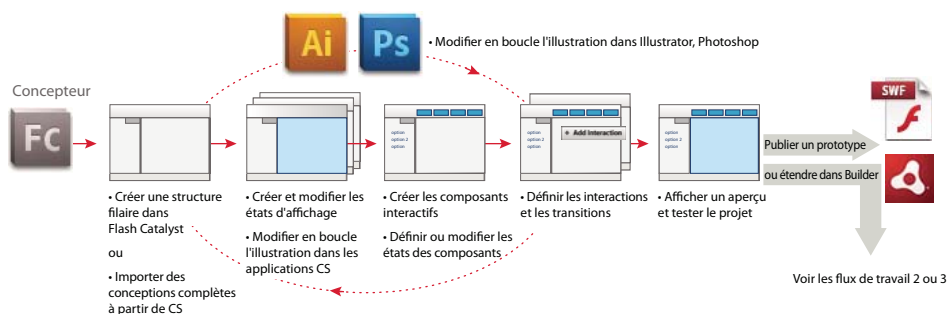 Ai
Ps
• Modifier en boucle l'illustration dans Illustrator, Photoshop
Concepteur
Fc
• Créer une structure
filaire dans
Flash Catalyst
ou
• Importer des
conceptions complètes
à partir de CS
• Créer et modifier les
états d'affichage
• Modifier en boucle
l'illustration dans les
applications CS
option
option 2
option
• Créer les composants
interactifs
• Définir ou modifier les
états des composants
option
option 2
option
+ Add Interaction
• Définir les interactions
et les transitions
option
option 2
option
• Afficher un aperçu
et tester le projet
SWF
Publier un prototype
ou étendre dans Builder
Voir les flux de travail 2 ou 3